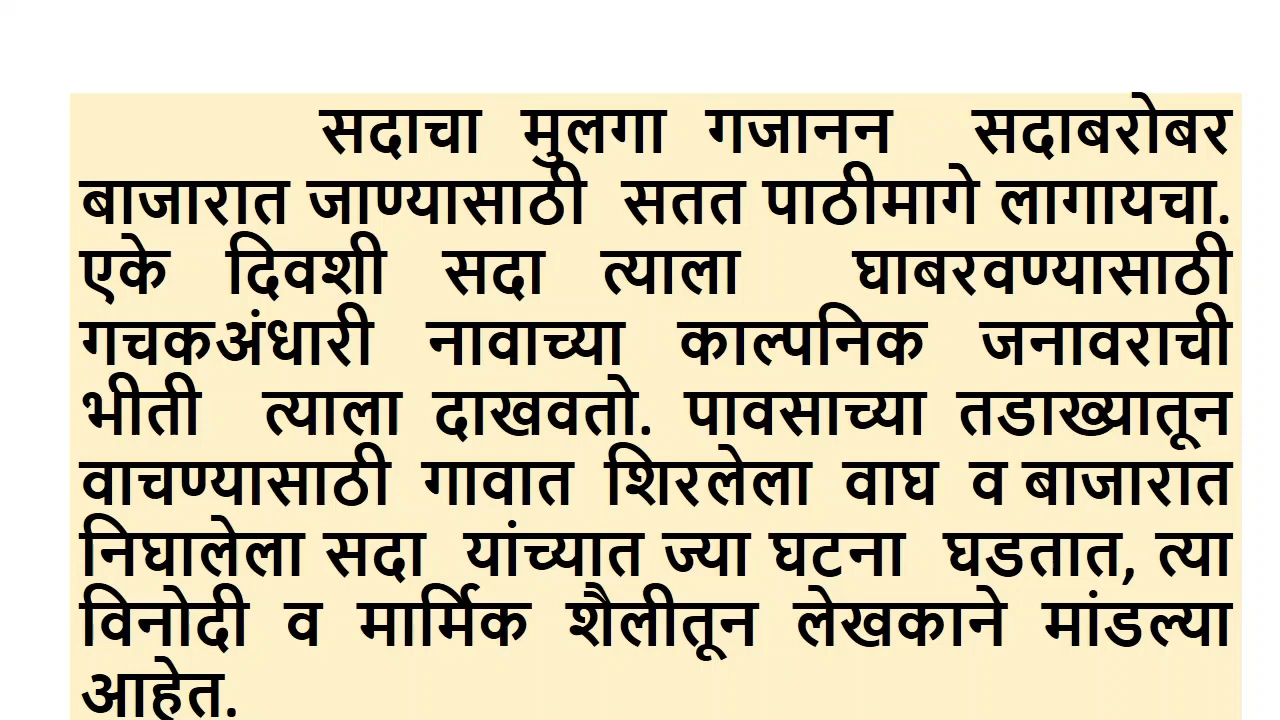 सदाचा मुलगा गजानन सदाबरोबर
बाजारात जाण्यासाठी सतत पाठीमागे लागायचा.
एके दिवशी सदा त्याला घाबरवण्यासाठी
गचकअंधारी नावाच्या काल्पनिक जनावराची
भीती त्याला दाखवतो. पावसाच्या तडाख्यातून
वाचण्यासाठी गावात शिरलेला वाघ व बाजारात
निघालेला सदा यांच्यात ज्या घटना घडतात, त्या
विनोदी व मार्मिक शैलीतून लेखकाने मांडल्या
आहेत.